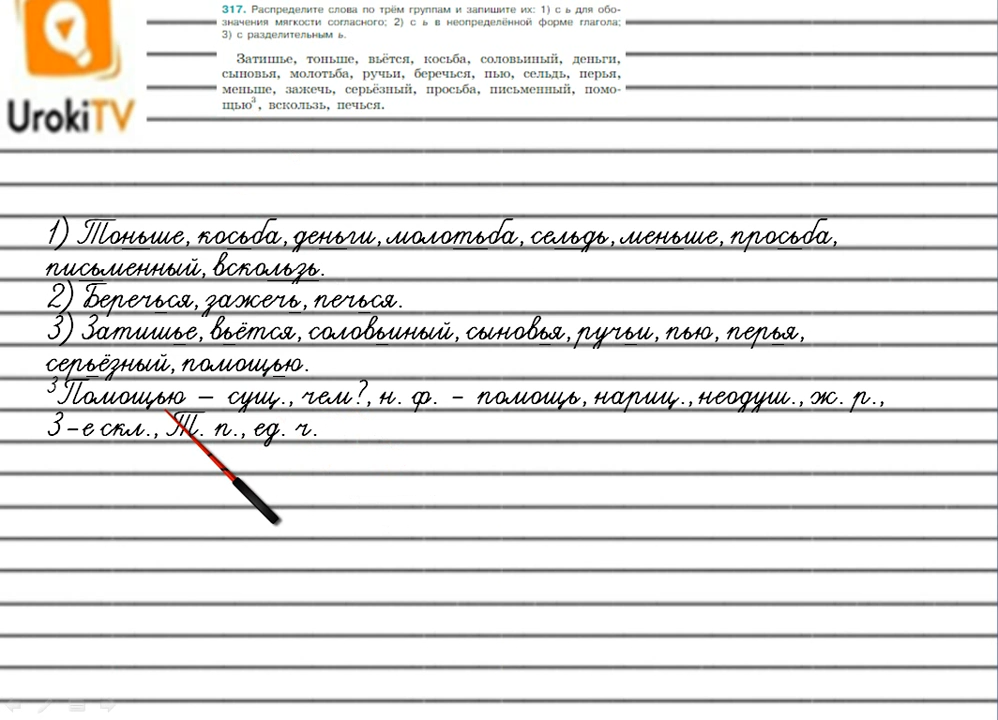 317. Распределите слова по трём группам и запишите их: 1) с ь для обо-
значения мягкости согласного; 2) с ь в неопределённой форме глагола;
3) с разделительным ь.
Затишье, тоньше, вьётся, косьба, соловьиный, деньги,
сыновья, молотьба, ручьи, беречься, пью, сельдь, перья,
меньше, зажечь, серьёзный, просьба, письменный, помо-
щью³, вскользь, печься.
UrokiTV
1) Тоньше, косьба, деньги, молотьба, сельдь, меньше, просьба,
письменный, вскользь.
2) Беречься, зажечь, печься.
3) Затишье, вьётся, соловьиный, сыновья, ручьи, пью, перья,
серьёзный, помощью.
³Помощью – сущ., чем?, н. ф. - помощь, нариц., неодуш., ж. р.,
3-е скл., Т. п., ед. ч.